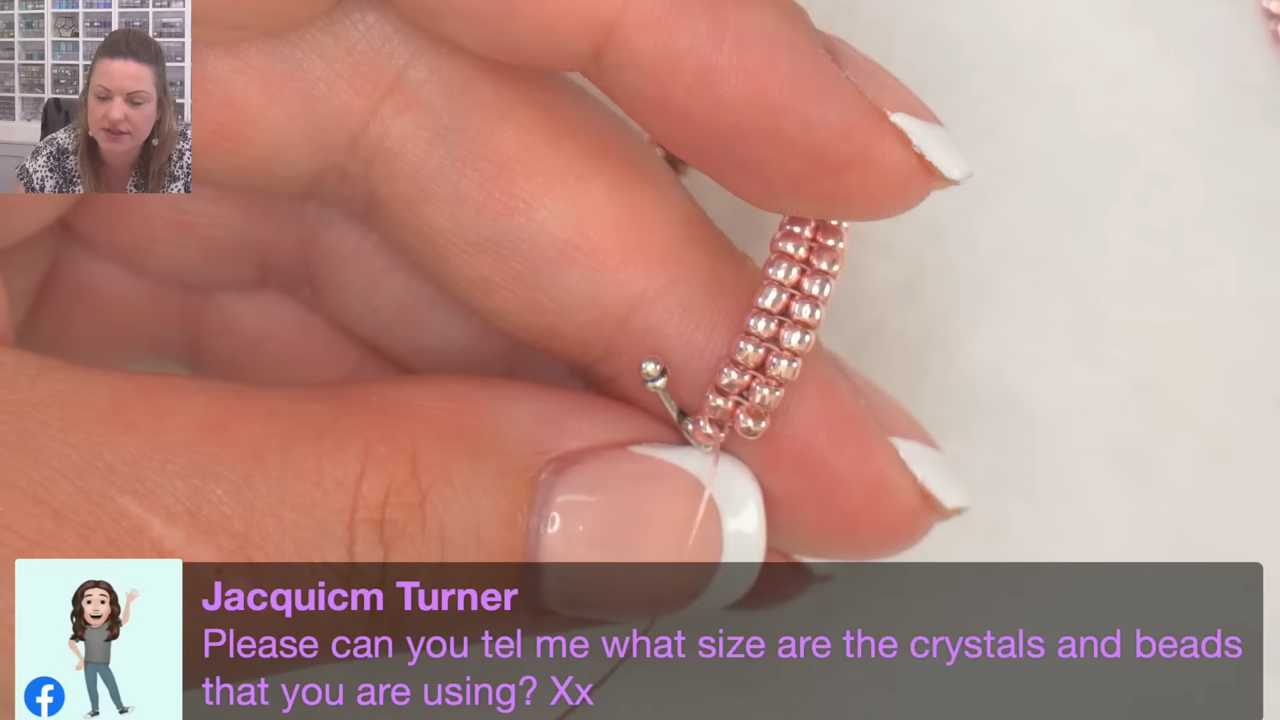 Jacquicm Turner
Please can you tel me what size are the crystals and beads
that you are using? Xx